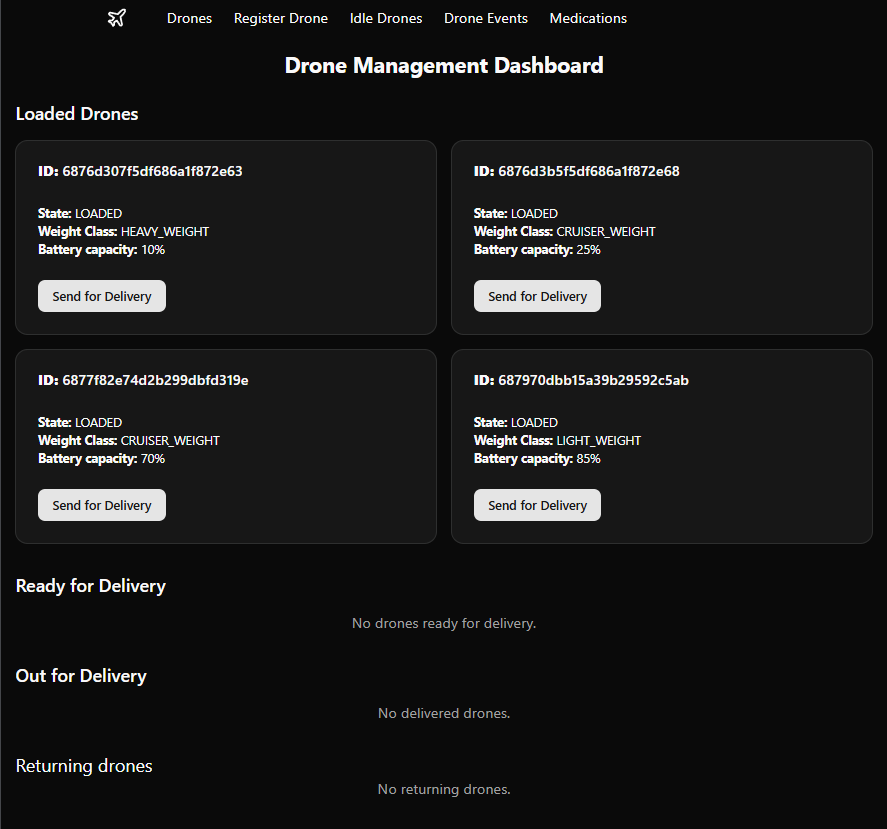 Drones Register Drone Idle Drones Drone Events Medications
Drone Management Dashboard
Loaded Drones
ID: 6876d307f5df686a1f872e63
State: LOADED
Weight Class: HEAVY_WEIGHT
Battery capacity: 10%
Send for Delivery
ID: 6876d3b5f5df686a1f872e68
State: LOADED
Weight Class: CRUISER_WEIGHT
Battery capacity: 25%
Send for Delivery
ID: 6877f82e74d2b299dbfd319e
State: LOADED
Weight Class: CRUISER_WEIGHT
Battery capacity: 70%
Send for Delivery
ID: 687970dbb15a39b29592c5ab
State: LOADED
Weight Class: LIGHT_WEIGHT
Battery capacity: 85%
Send for Delivery
Ready for Delivery
No drones ready for delivery.
Out for Delivery
No delivered drones.
Returning drones
No returning drones.